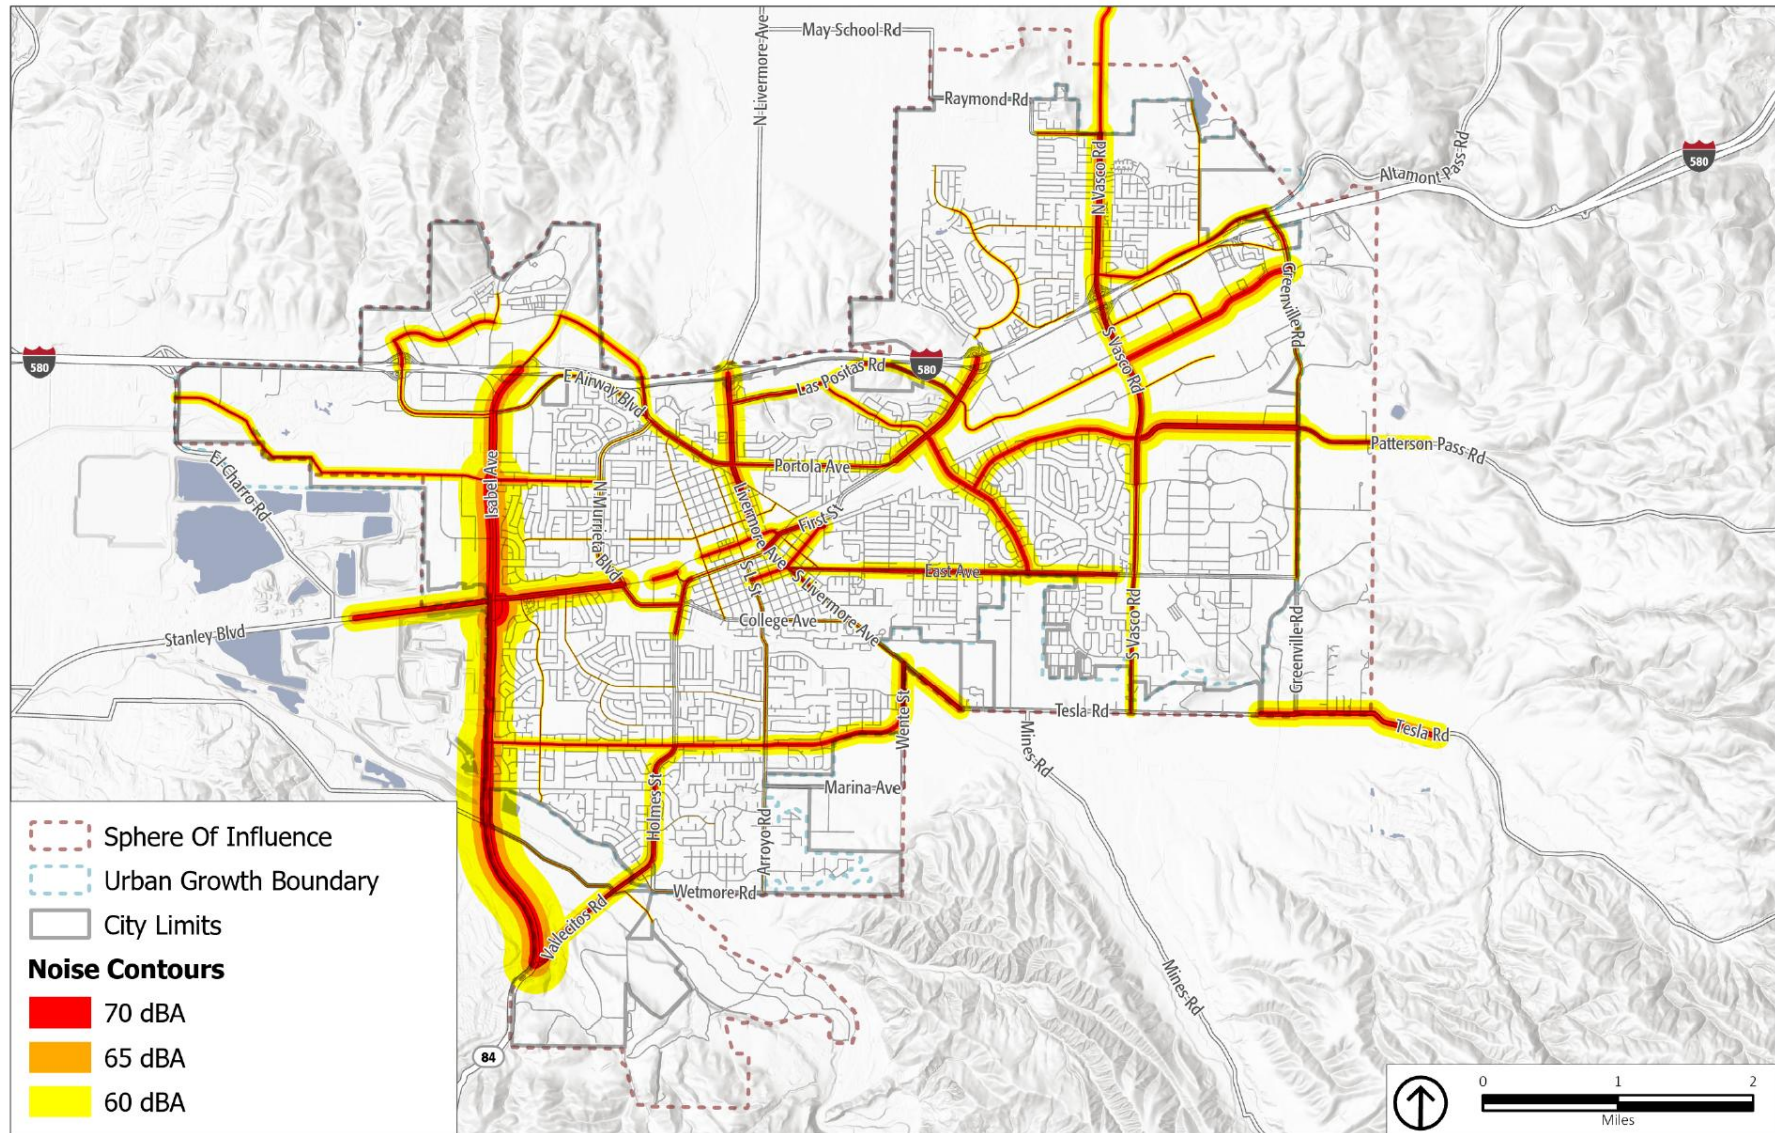 May School Rd
N Livermore Ave
Raymond Rd
N Vasco Rd
Altamont Pass Rd
580
580
580
Greenville Rd
S Vasco Rd
Las Positas Rd
E Airway Blvd
Isabel Ave
El Charro Rd
N Murrieta Blvd
Portola Ave
Livermore Ave
First St
Patterson Pass Rd
East Ave
S St
S Livermore Ave
College Ave
Stanley Blvd
S Vasco Rd
Greenville Rd
Wente St
Tesla Rd
Tesla Rd
Mines Rd
Marina Ave
Holmes St
Arroyo Rd
Wetmore Rd
Vallecitos Rd
Mines Rd
84
Sphere Of Influence
Urban Growth Boundary
City Limits
Noise Contours
70 dBA
65 dBA
60 dBA
0 1 2
Miles